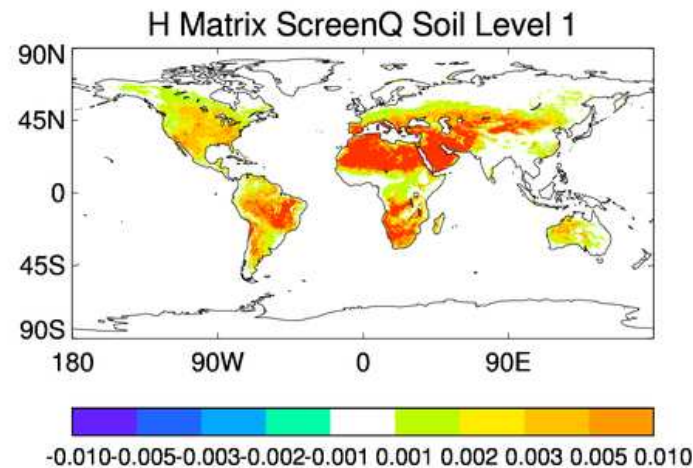 H Matrix ScreenQ Soil Level 1
90N
45N
0
45S
90S
180 90W 0 90E
-0.010-0.005-0.003-0.002-0.001 0.001 0.002 0.003 0.005 0.010